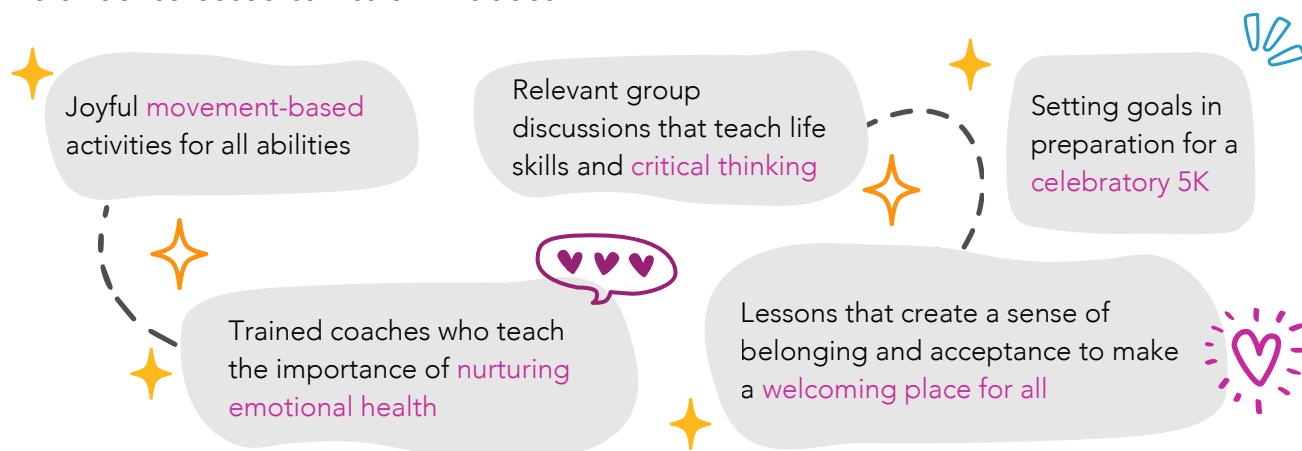 Joyful movement-based
activities for all abilities
Relevant group
discussions that teach life
skills and critical thinking
Setting goals in
preparation for a
celebratory 5K
Trained coaches who teach
the importance of nurturing
emotional health
Lessons that create a sense of
belonging and acceptance to make
a welcoming place for all